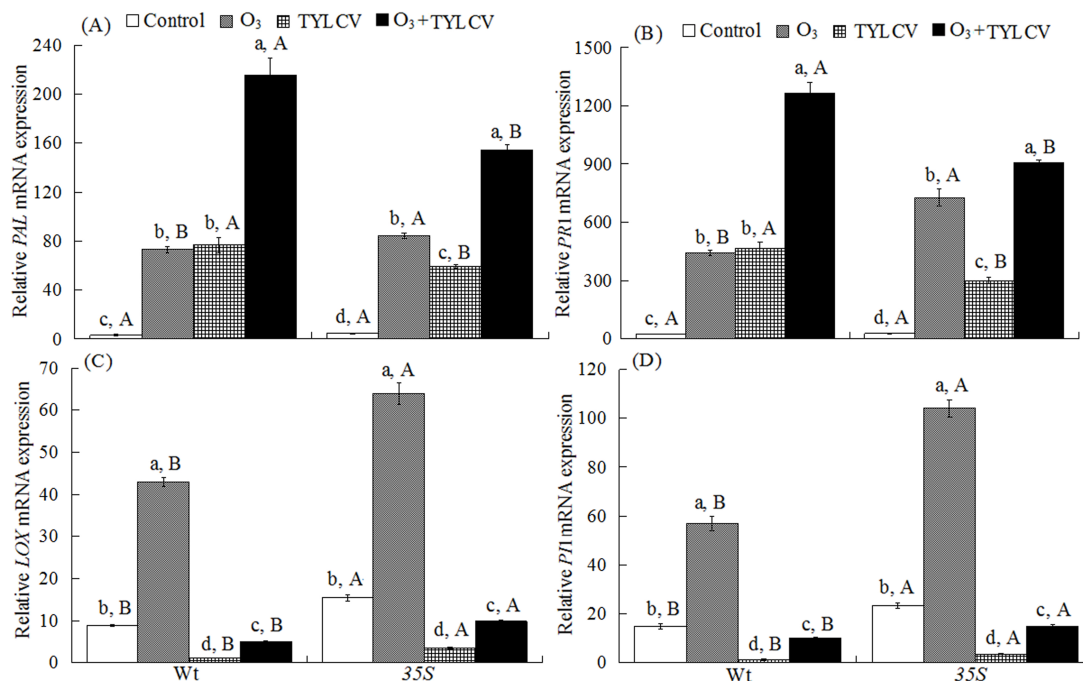 (A) Control O₃ TYLCV O₃+TYLCV
Relative PAL mRNA expression
240
200
160
120
80
40
0
c, A
b, B
b, A
a, A
d, A
b, A
c, B
a, B
(B) Control O₃ TYLCV O₃+TYLCV
Relative PR1 mRNA expression
1500
1200
900
600
300
0
c, A
b, B
b, A
a, A
d, A
b, A
c, B
a, B
(C)
Relative LOX mRNA expression
70
60
50
40
30
20
10
0
b, B
a, B
d, B
c, B
b, A
a, A
d, A
c, A
Wt
35S
(D)
Relative PI1 mRNA expression
120
100
80
60
40
20
0
b, B
a, B
d, B
c, B
b, A
a, A
d, A
c, A
Wt
35S